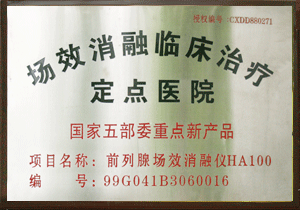 授权编号:CXDD880271
场效消融临床治疗
定点医院
国家五部委重点新产品
项目名称:前列腺场效消融仪HA100
编 号:99G041B3060016